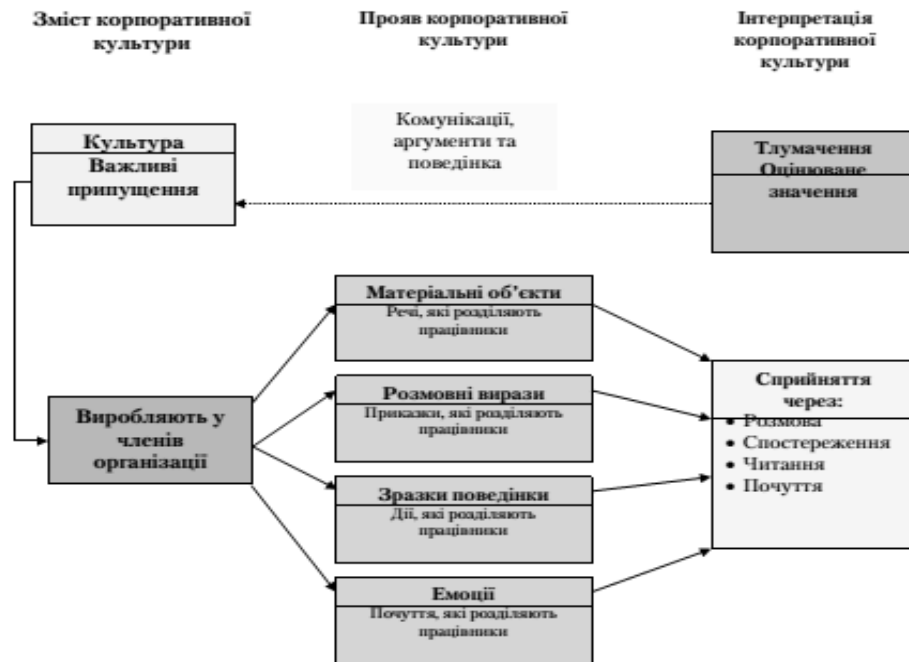 Зміст корпоративної
культури
Прояв корпоративної
культури
Інтерпретація
корпоративної
культури
Комунікації,
аргументи та
поведінка
Культура
Важливі
припущення
Тлумачення
Оцінюване
значення
Матеріальні об’єкти
Речі, які розділяють
працівники
Розмовні вирази
Приказки, які розділяють
працівники
Виробляють у
членів
організації
Зразки поведінки
Дії, які розділяють
працівники
Емоції
Почуття, які розділяють
працівники
Сприйняття
через:
• Розмова
• Спостереження
• Читання
• Почуття